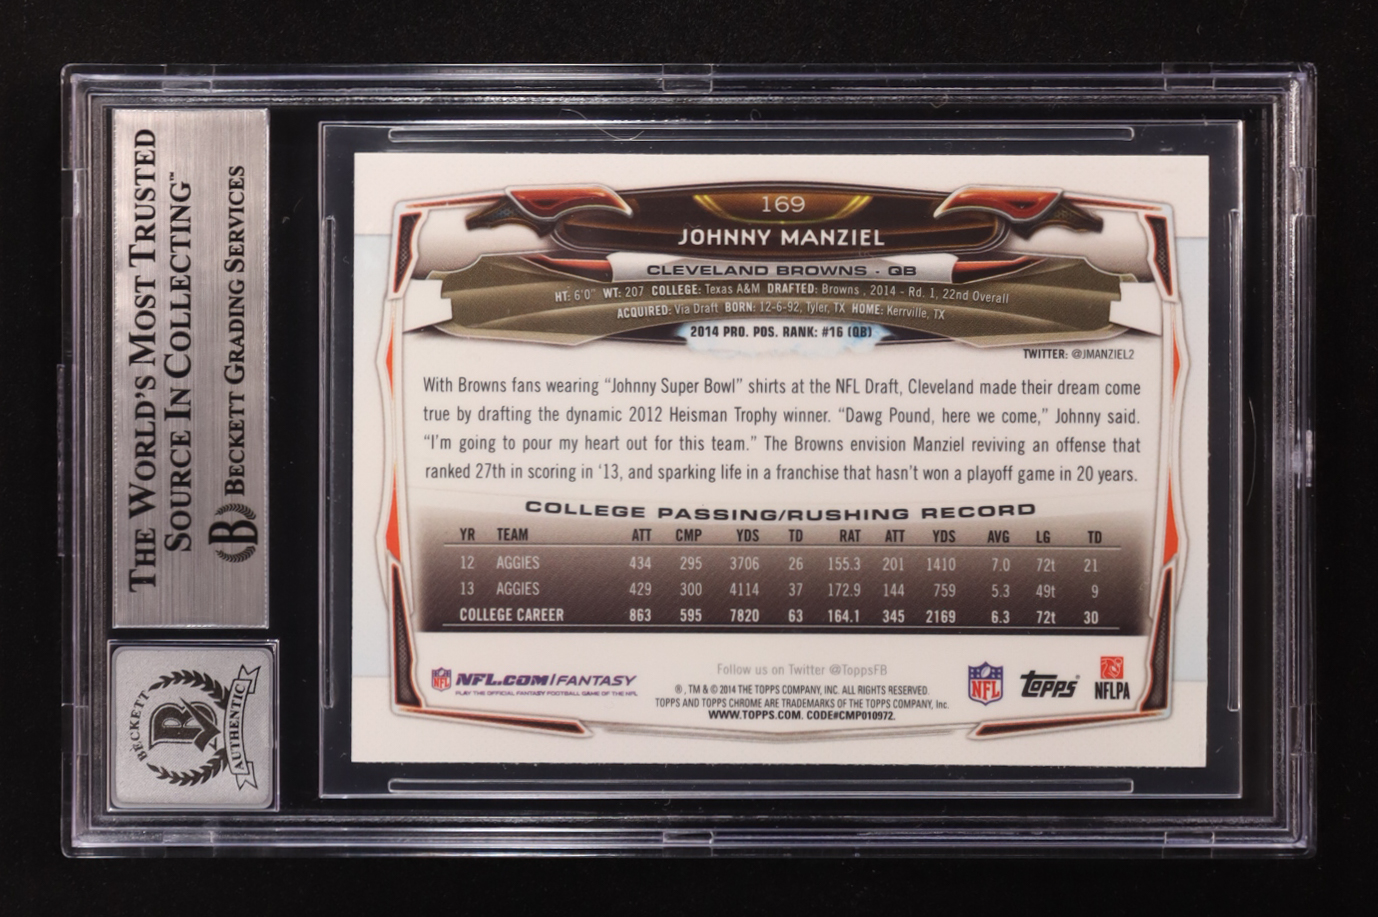 THE WORLD'S MOST TRUSTED
SOURCE IN COLLECTING™
B BECKETT GRADING SERVICES
BECKETT
B
AUTHENTIC
169
JOHNNY MANZIEL
CLEVELAND BROWNS · QB
HT: 6'0" WT: 207 COLLEGE: Texas A&M DRAFTED: Browns , 2014 - Rd. 1, 22nd Overall
ACQUIRED: Via Draft BORN: 12-6-92, Tyler, TX HOME: Kerrville, TX
2014 PRO. POS. RANK: #16 (QB)
TWITTER: @JMANZIEL2
With Browns fans wearing “Johnny Super Bowl” shirts at the NFL Draft, Cleveland made their dream come
true by drafting the dynamic 2012 Heisman Trophy winner. “Dawg Pound, here we come,” Johnny said.
“I'm going to pour my heart out for this team.” The Browns envision Manziel reviving an offense that
ranked 27th in scoring in ‘13, and sparking life in a franchise that hasn't won a playoff game in 20 years.
COLLEGE PASSING/RUSHING RECORD
YR TEAM ATT CMP YDS TD RAT ATT YDS AVG LG TD
12 AGGIES 434 295 3706 26 155.3 201 1410 7.0 72t 21
13 AGGIES 429 300 4114 37 172.9 144 759 5.3 49t 9
COLLEGE CAREER 863 595 7820 63 164.1 345 2169 6.3 72t 30
NFL NFL.COM/FANTASY
PLAY THE OFFICIAL FANTASY FOOTBALL GAME OF THE NFL
Follow us on Twitter @ToppsFB
®, TM & © 2014 THE TOPPS COMPANY, INC. ALL RIGHTS RESERVED.
TOPPS AND TOPPS CHROME ARE TRADEMARKS OF THE TOPPS COMPANY, Inc.
WWW.TOPPS.COM. CODE#CMP010972.
NFL
Topps®
NFLPA